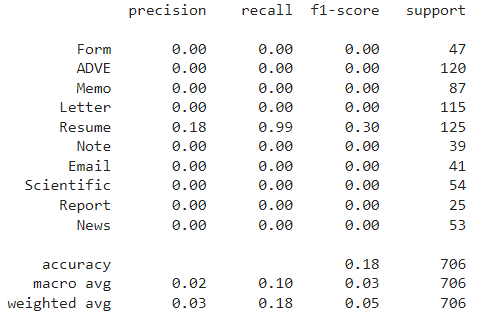 precision recall f1-score support
Form 0.00 0.00 0.00 47
ADVE 0.00 0.00 0.00 120
Memo 0.00 0.00 0.00 87
Letter 0.00 0.00 0.00 115
Resume 0.18 0.99 0.30 125
Note 0.00 0.00 0.00 39
Email 0.00 0.00 0.00 41
Scientific 0.00 0.00 0.00 54
Report 0.00 0.00 0.00 25
News 0.00 0.00 0.00 53
accuracy 0.18 706
macro avg 0.02 0.10 0.03 706
weighted avg 0.03 0.18 0.05 706